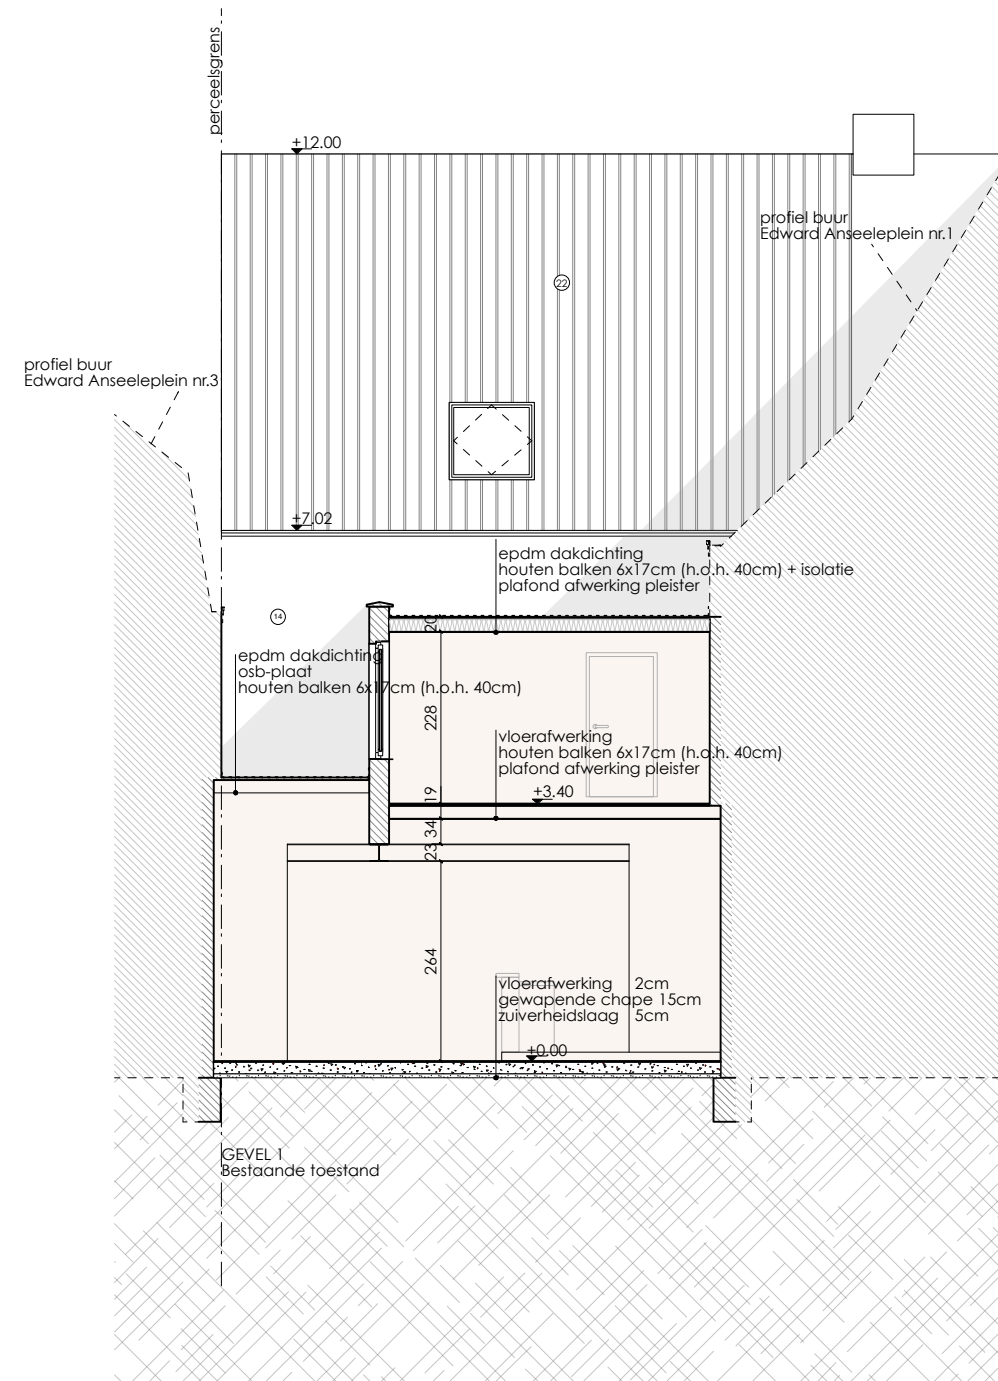 perceelsgrens
+12.00
profiel buur
Edward Anseeleplein nr.1
22
profiel buur
Edward Anseeleplein nr.3
+7.02
epdm dakdichting
houten balken 6x17cm (h.o.h. 40cm) + isolatie
plafond afwerking pleister
14
20
epdm dakdichting
osb-plaat
houten balken 6x17cm (h.o.h. 40cm)
228
vloerafwerking
houten balken 6x17cm (h.o.h. 40cm)
plafond afwerking pleister
19
+3.40
34
23
264
vloerafwerking 2cm
gewapende chape 15cm
zuiverheidslaag 5cm
+0.00
GEVEL 1
Bestaande toestand